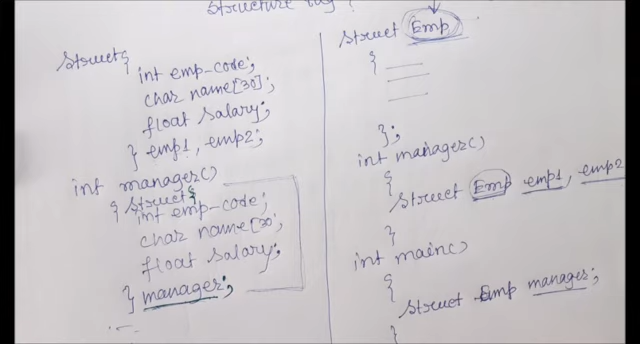 Structure tag ?
Struct{
int emp-code;
char name[30];
float salary;
} emp1, emp2;
int manager()
{ struct{
int emp-code;
char name[30
float salary;
} manager;
Struct Emp
{
};
int manager()
{
Struct Emp emp1, emp2
}
int main()
{
Struct Emp manager;
}